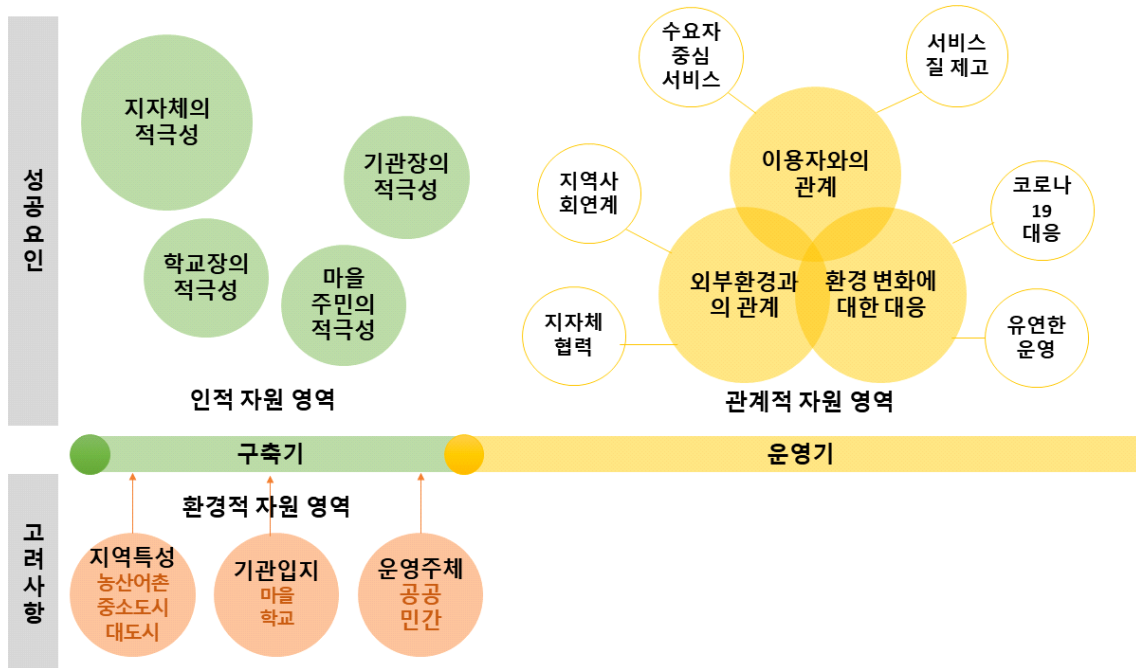 성공요인
지자체의
적극성
기관장의
적극성
학교장의
적극성
마을
주민의
적극성
인적 자원 영역
수요자
중심
서비스
서비스
질 제고
이용자와의
관계
지역사
회연계
코로나
19
대응
외부환경과
의 관계
환경 변화에
대한 대응
지자체
협력
유연한
운영
관계적 자원 영역
구축기
운영기
고려사항
환경적 자원 영역
지역특성
농산어촌
중소도시
대도시
기관입지
마을
학교
운영주체
공공
민간